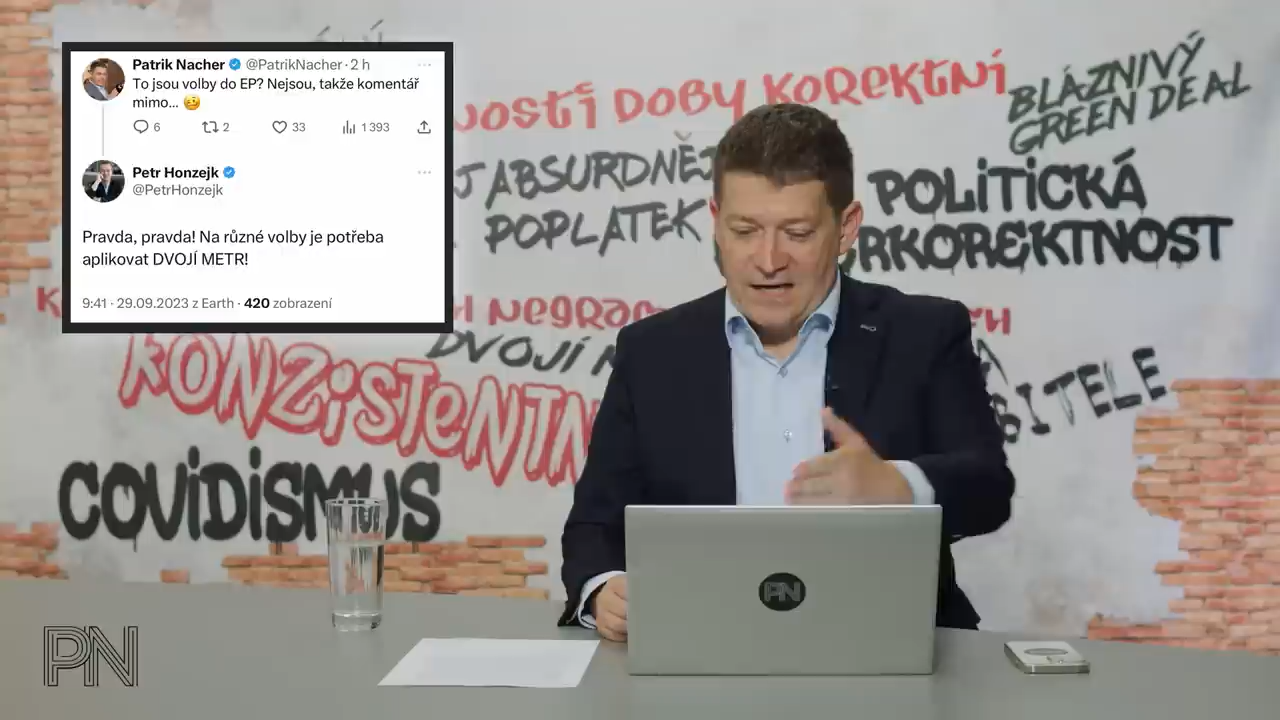 Patrik Nacher @PatrikNacher · 2 h
To jsou volby do EP? Nejsou, takže komentář
mimo... 🥴
6 2 33 1 393
Petr Honzejk
@PetrHonzejk
Pravda, pravda! Na různé volby je potřeba
aplikovat DVOJÍ METR!
9:41 · 29.09.2023 z Earth · 420 zobrazení
DOBY KOREKTNÍ
BLÁZNIVÝ
GREEN DEAL
POPLATEK
POLITICKÁ
DVOJÍ
COVIDISMUS
PN
PN